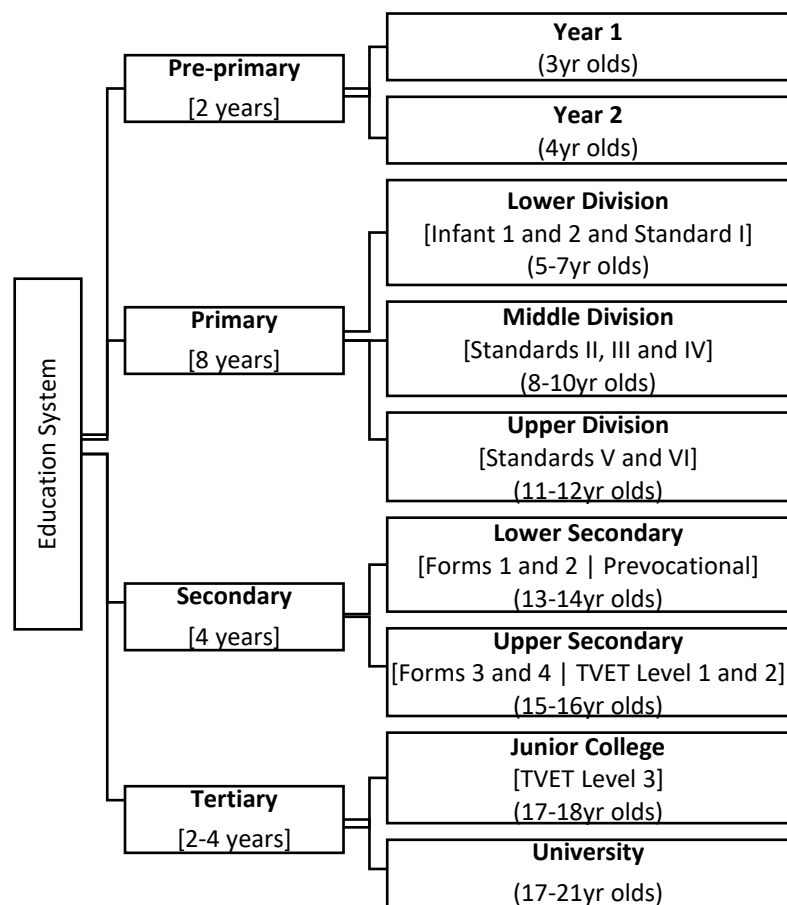 Education System
Pre-primary
[2 years]
Year 1
(3yr olds)
Year 2
(4yr olds)
Primary
[8 years]
Lower Division
[Infant 1 and 2 and Standard I]
(5-7yr olds)
Middle Division
[Standards II, III and IV]
(8-10yr olds)
Upper Division
[Standards V and VI]
(11-12yr olds)
Secondary
[4 years]
Lower Secondary
[Forms 1 and 2 | Prevocational]
(13-14yr olds)
Upper Secondary
[Forms 3 and 4 | TVET Level 1 and 2]
(15-16yr olds)
Tertiary
[2-4 years]
Junior College
[TVET Level 3]
(17-18yr olds)
University
(17-21yr olds)